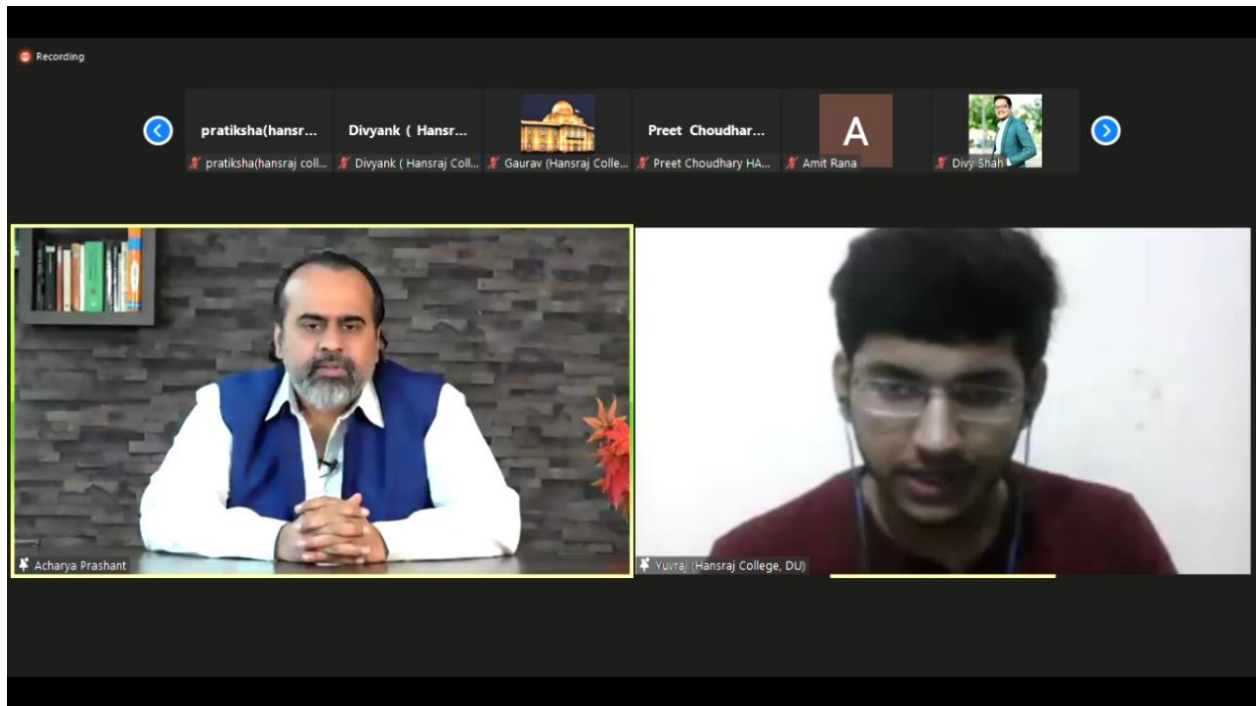 Recording
pratiksha(hansr...
Divyank ( Hansr...
Preet Choudhar...
A
pratiksha(hansraj coll...
Divyank ( Hansraj Coll...
Gaurav (Hansraj Colle...
Preet Choudhary HA...
Amit Rana
Divy Shah
Acharya Prashant
Yuvraj (Hansraj College, DU)